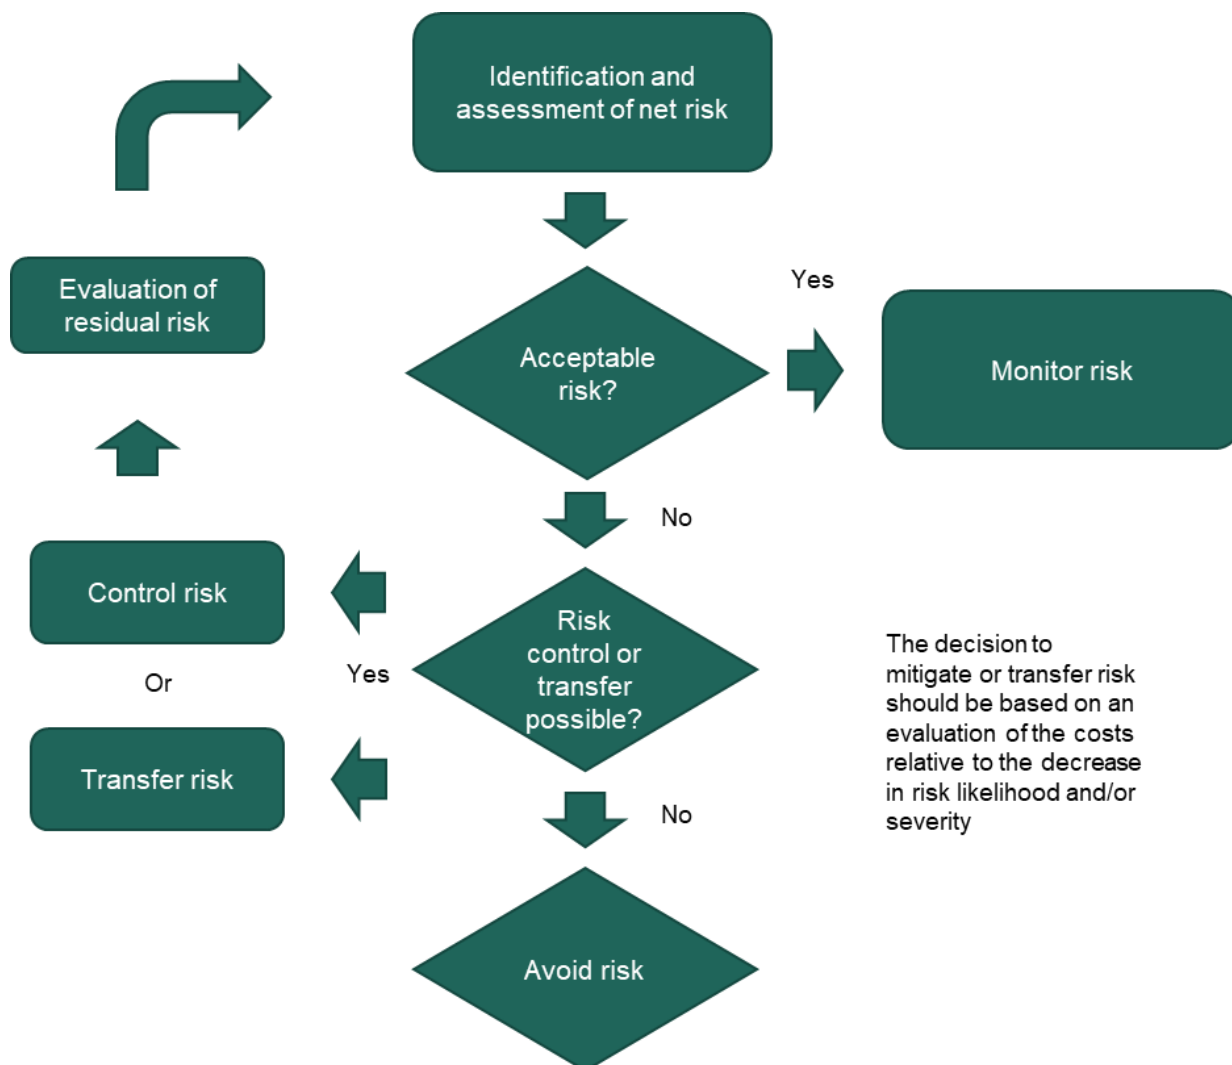 Identification and
assessment of net risk
Evaluation of
residual risk
Yes
Acceptable
risk?
Monitor risk
No
Control risk
Or
Yes
Transfer risk
Risk
control or
transfer
possible?
The decision to
mitigate or transfer risk
should be based on an
evaluation of the costs
relative to the decrease
in risk likelihood and/or
severity
No
Avoid risk